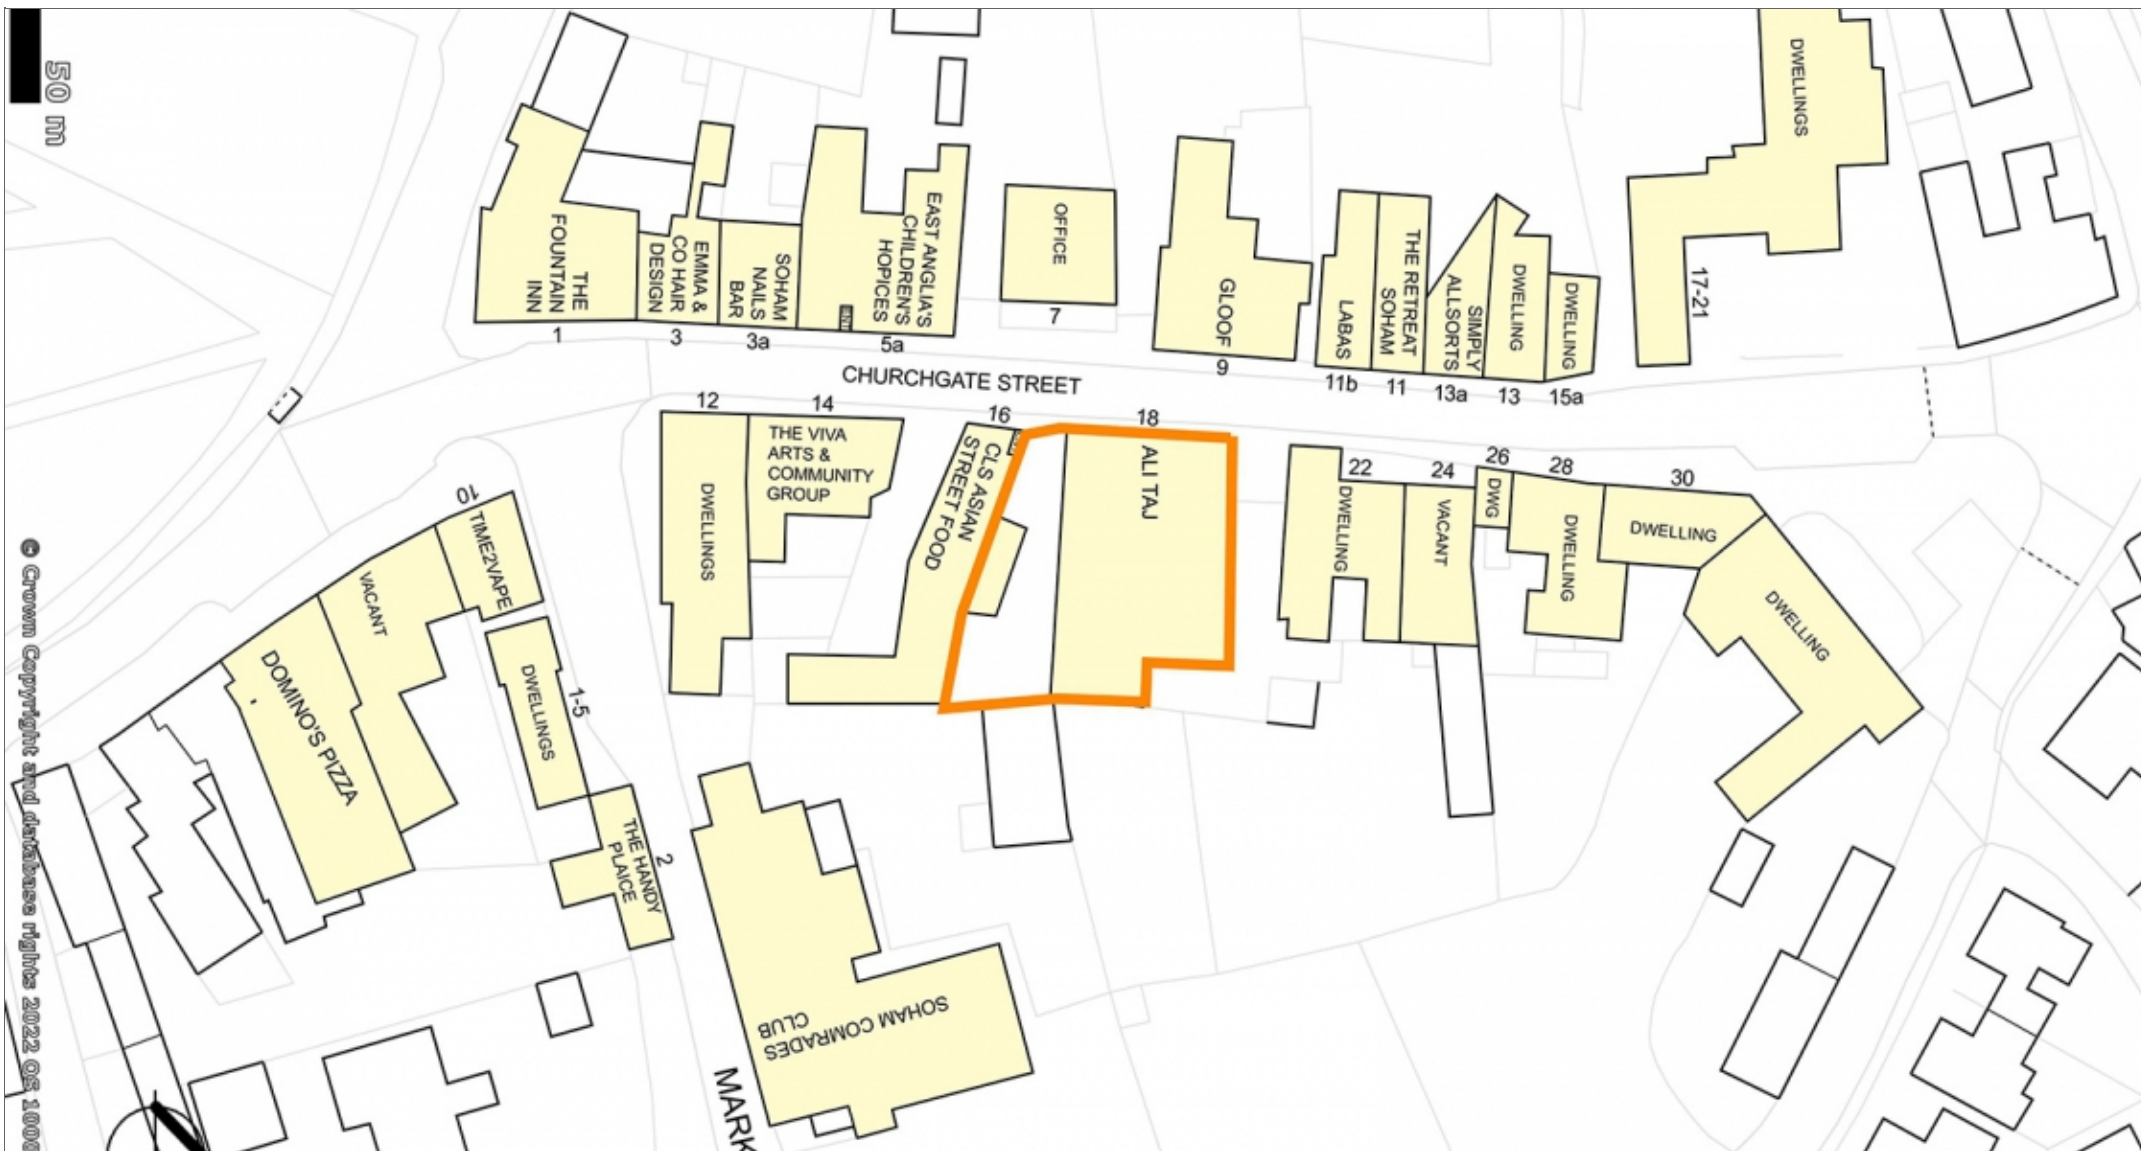 50 m
DWELLINGS
THE
FOUNTAIN
INN
1
EMMA &
CO HAIR
DESIGN
3
SOHAM
NAILS
BAR
3a
EAST ANGLIA'S
CHILDREN'S
HOPICES
5a
OFFICE
7
GLOOF
9
LABAS
11b
THE RETREAT
SOHAM
11
SIMPLY
ALLSORTS
13a
DWELLING
13
DWELLING
15a
17-21
CHURCHGATE STREET
12
DWELLINGS
14
THE VIVA
ARTS &
COMMUNITY
GROUP
16
CLS ASIAN
STREET FOOD
18
ALI TAJ
22
DWELLING
24
VACANT
26
DWG
28
DWELLING
30
DWELLING
DWELLING
10
TIME2VAPE
VACANT
DOMINO'S PIZZA
DWELLINGS
1-5
THE HANDY
PLAICE
2
SOHAM COMRADES
CLUB
MARK
© Crown Copyright and database rights 2022 OS 1000